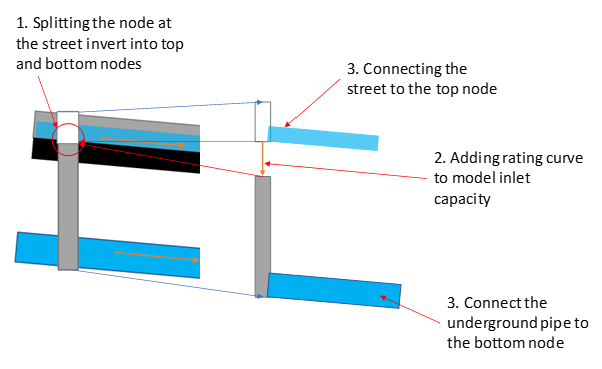 1. Splitting the node at
the street invert into top
and bottom nodes
3. Connecting the
street to the top node
2. Adding rating curve
to model inlet
capacity
3. Connect the
underground pipe to
the bottom node